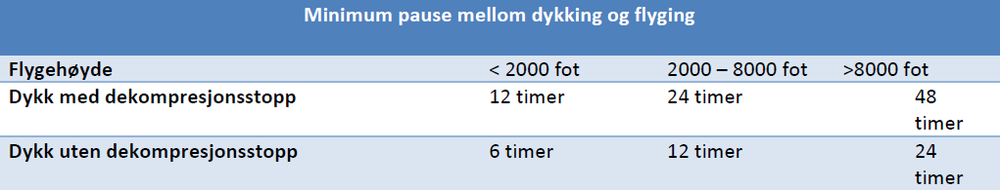 Minimum pause mellom dykking og flyging
Flygehøyde < 2000 fot 2000 – 8000 fot >8000 fot
Dykk med dekompresjonsstopp 12 timer 24 timer 48
timer
Dykk uten dekompresjonsstopp 6 timer 12 timer 24
timer